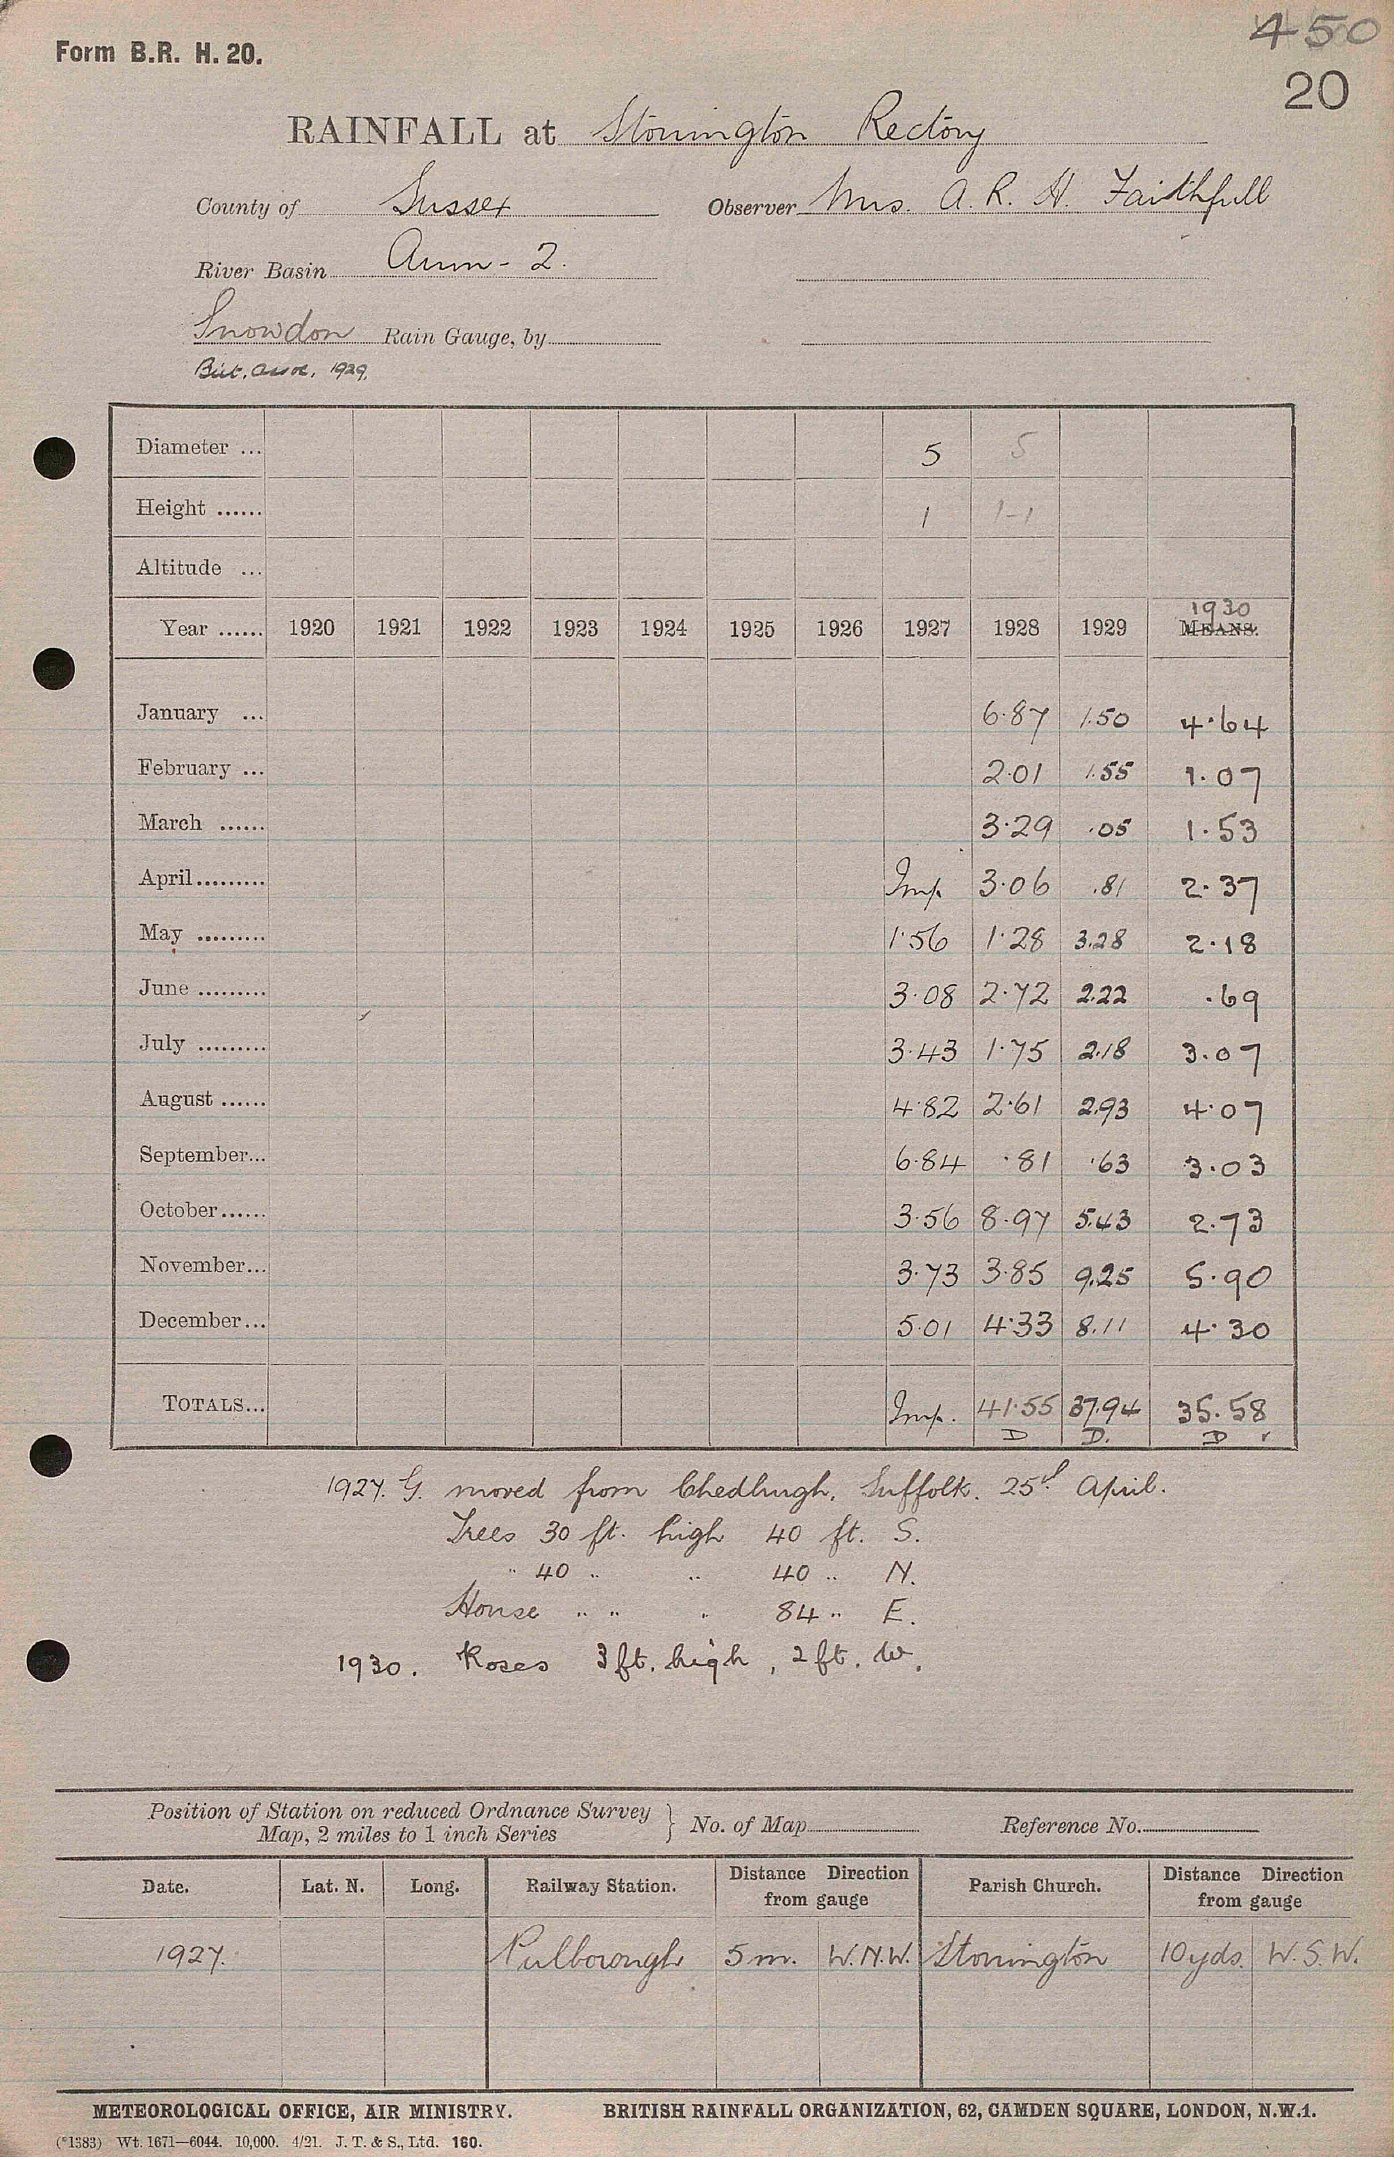 450
Form B.R. H. 20.
20
RAINFALL at Storrington Rectory
County of Sussex Observer Mrs. A. R. H. Faithfull
River Basin Arun - 2.
Snowdon Rain Gauge, by
Brit. Assoc. 1929.
Diameter ... 5 5
Height ...... 1 1-1
Altitude ...
1930
Year ...... 1920 1921 1922 1923 1924 1925 1926 1927 1928 1929 MEANS.
January ... 6.87 1.50 4.64
February ... 2.01 1.55 1.07
March ...... 3.29 .05 1.53
April......... Imp. 3.06 .81 2.37
May ......... 1.56 1.28 3.28 2.18
June ......... 3.08 2.72 2.22 .69
July ......... 3.43 1.75 2.18 3.07
August ...... 4.82 2.61 2.93 4.07
September... 6.84 .81 .63 3.03
October...... 3.56 8.97 5.43 2.73
November... 3.73 3.85 9.25 5.90
December... 5.01 4.33 8.11 4.30
TOTALS... Imp. 41.55 37.94 35.58
D D. D
1927. G. moved from Chedburgh, Suffolk. 25th April.
Trees 30 ft. high 40 ft. S.
" 40 " " 40 " N.
House " " " 84 " E.
1930. Roses 3 ft. high, 2 ft. W.
Position of Station on reduced Ordnance Survey
Map, 2 miles to 1 inch Series } No. of Map Reference No.
Date. Lat. N. Long. Railway Station. Distance Direction from gauge Parish Church. Distance Direction from gauge
1927. Pulborough 5 m. W.N.W. Storrington 10 yds. W.S.W.
METEOROLOGICAL OFFICE, AIR MINISTRY. BRITISH RAINFALL ORGANIZATION, 62, CAMDEN SQUARE, LONDON, N.W.1.
(*1383) Wt. 1671—6044. 10,000. 4/21. J. T. & S., Ltd. 160.